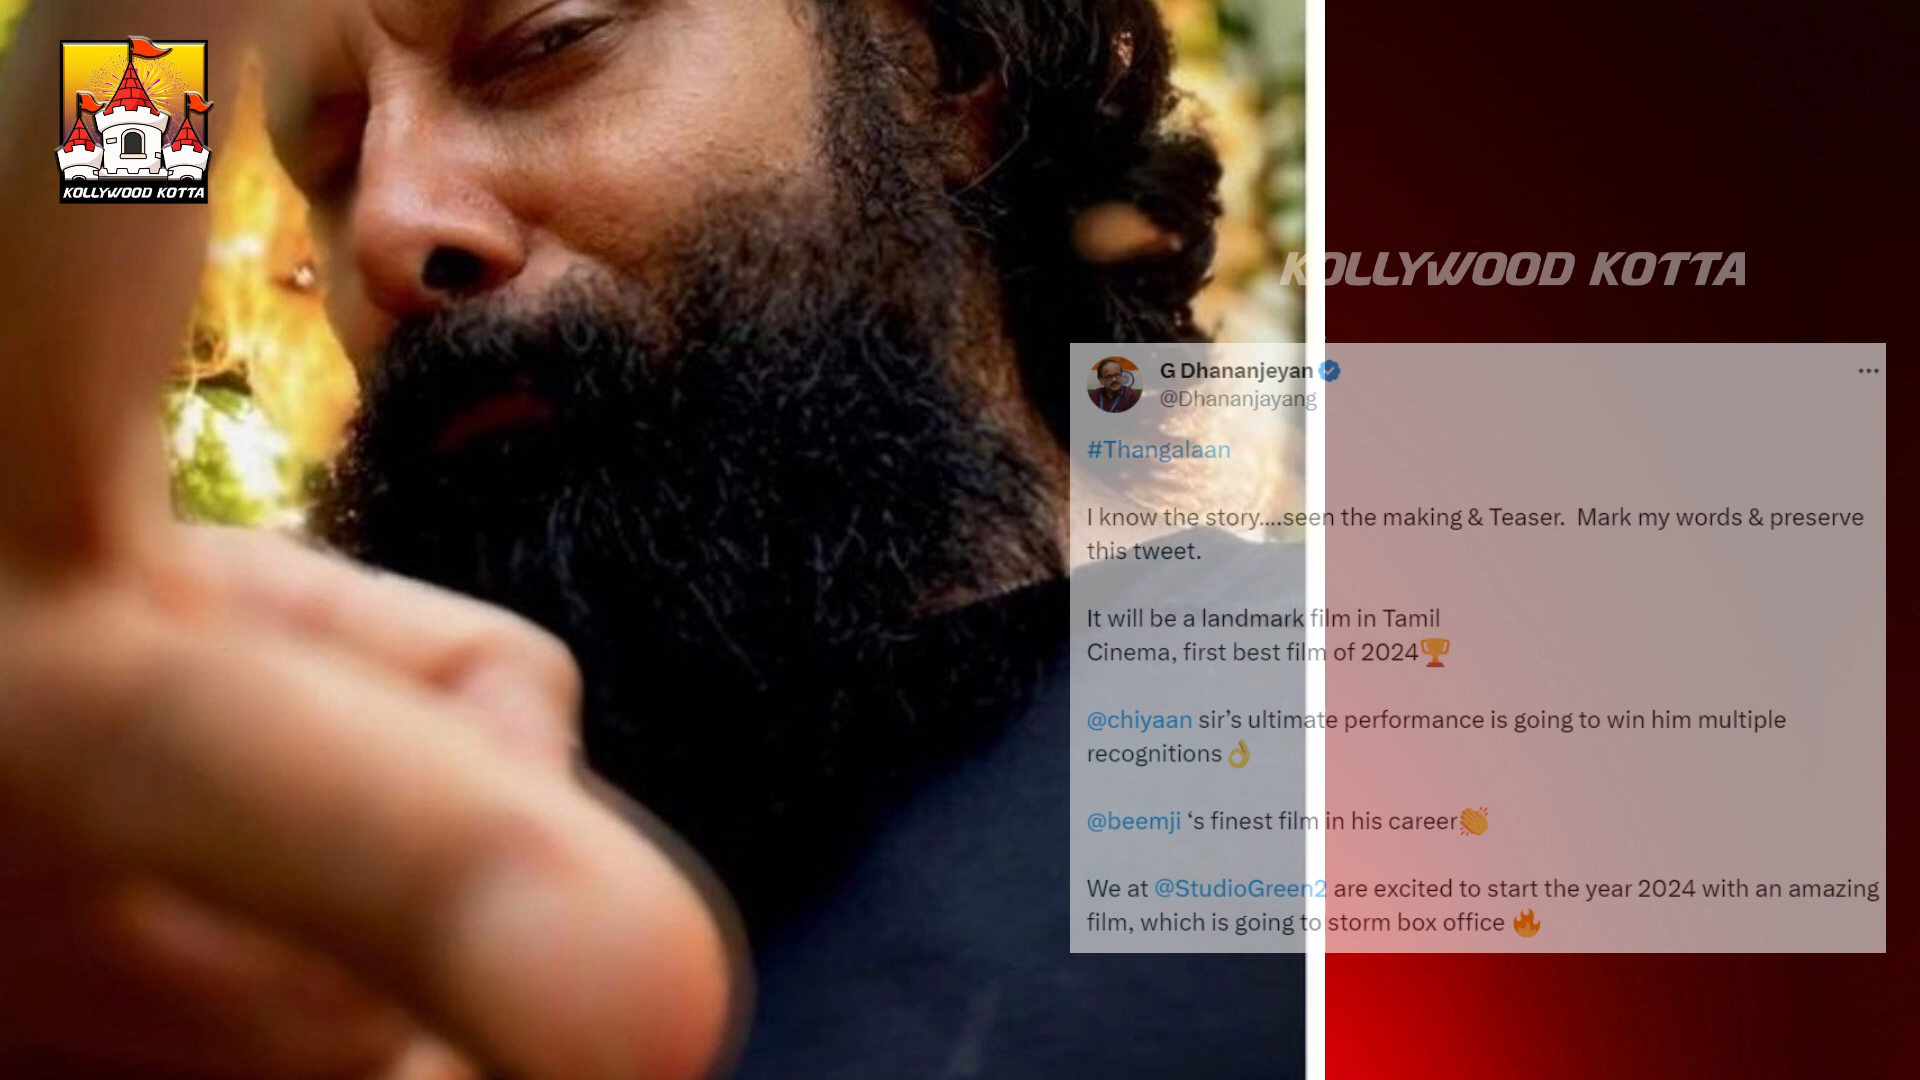 KOLLYWOOD KOTTA
KOLLYWOOD KOTTA
G Dhananjeyan
@Dhananjayang
#Thangalaan
I know the story....seen the making & Teaser. Mark my words & preserve
this tweet.
It will be a landmark film in Tamil
Cinema, first best film of 2024🏆
@chiyaan sir’s ultimate performance is going to win him multiple
recognitions👌
@beemji ‘s finest film in his career👏
We at @StudioGreen2 are excited to start the year 2024 with an amazing
film, which is going to storm box office 🔥